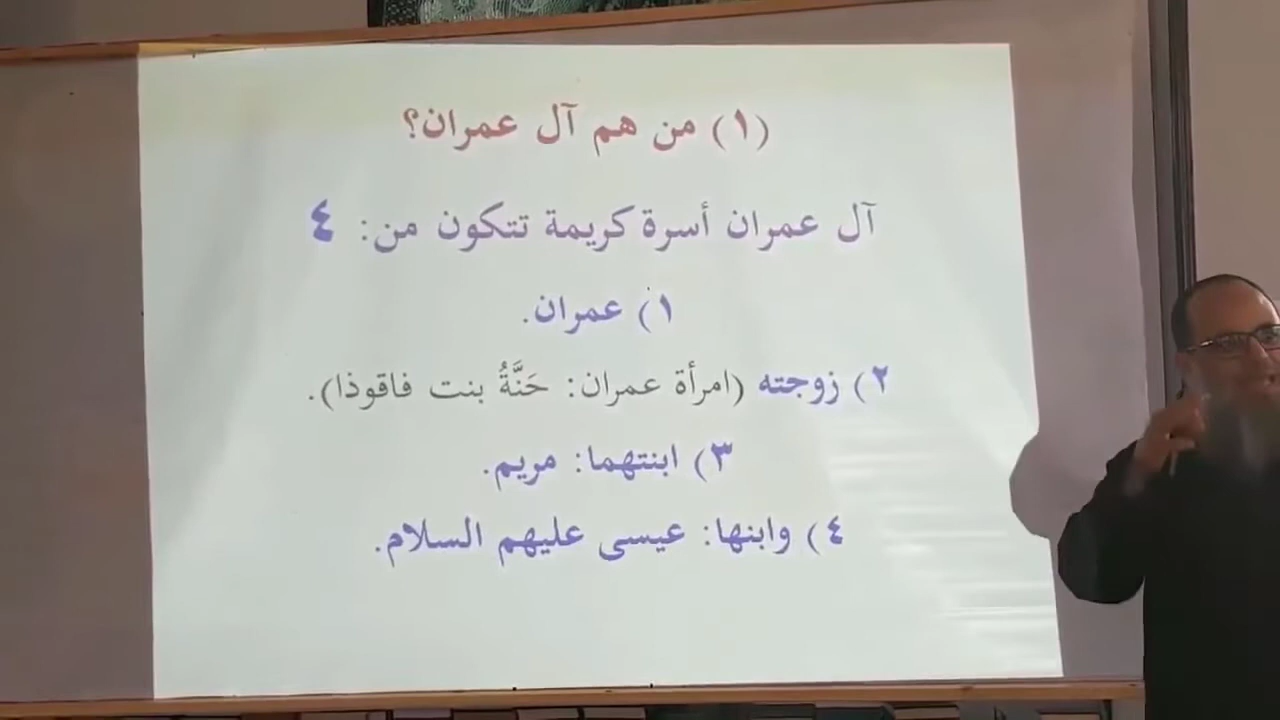 (١) من هم آل عمران؟
آل عمران أسرة كريمة تتكون من: ٤
١) عمران.
٢) زوجته (امرأة عمران: حَنَّةُ بنت فاقوذا).
٣) ابنتهما: مريم.
٤) وابنها: عيسى عليهم السلام.